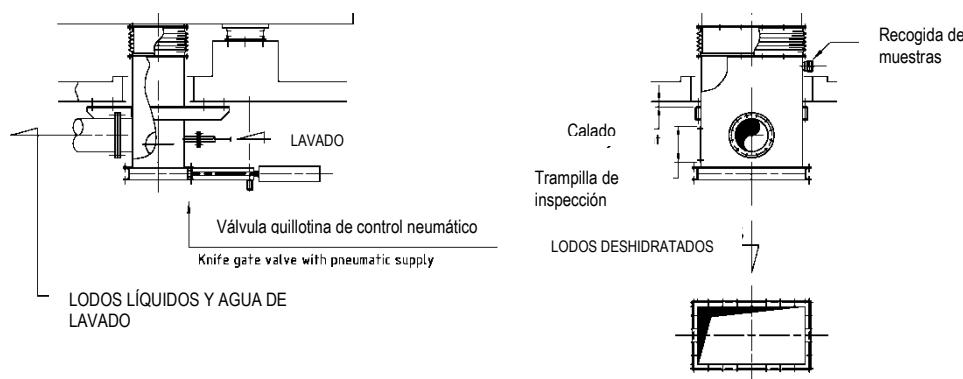 Recogida de
muestras
LAVADO
Calado
Trampilla de
inspección
Válvula guillotina de control neumático
LODOS DESHIDRATADOS
Knife gate valve with pneumatic supply
LODOS LÍQUIDOS Y AGUA DE
LAVADO